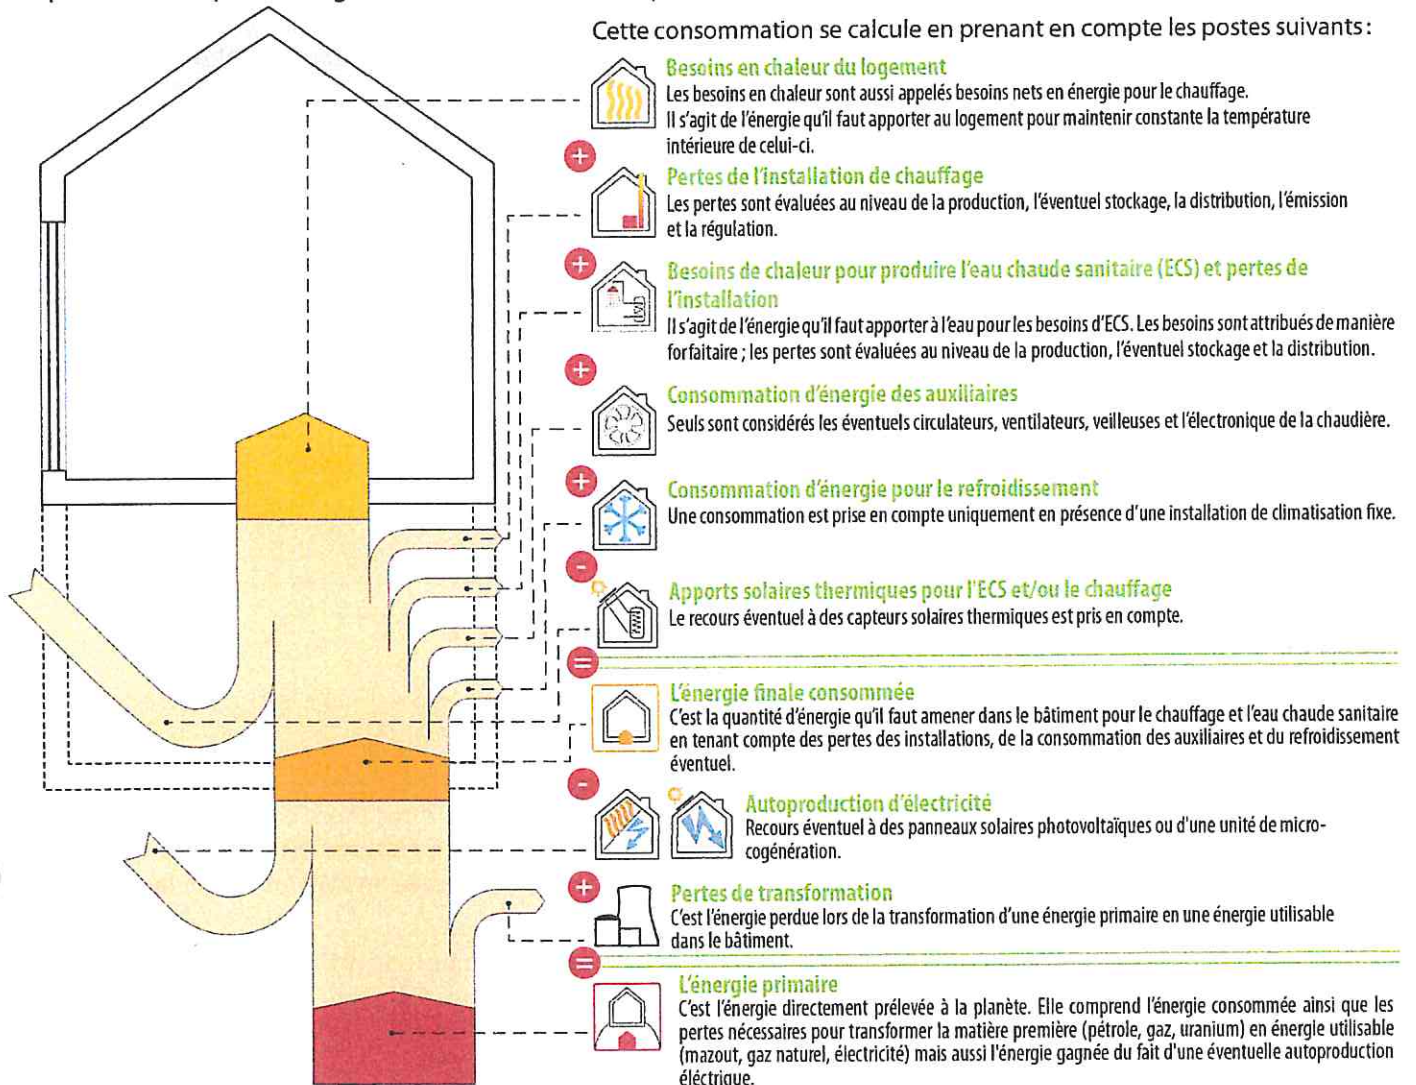 Cette consommation se calcule en prenant en compte les postes suivants :
Besoins en chaleur du logement
Les besoins en chaleur sont aussi appelés besoins nets en énergie pour le chauffage.
Il s'agit de l'énergie qu'il faut apporter au logement pour maintenir constante la température
intérieure de celui-ci.
+
Pertes de l'installation de chauffage
Les pertes sont évaluées au niveau de la production, l'éventuel stockage, la distribution, l'émission
et la régulation.
+
Besoins de chaleur pour produire l'eau chaude sanitaire (ECS) et pertes de
l'installation
Il s'agit de l'énergie qu'il faut apporter à l'eau pour les besoins d'ECS. Les besoins sont attribués de manière
forfaitaire ; les pertes sont évaluées au niveau de la production, l'éventuel stockage et la distribution.
+
Consommation d'énergie des auxiliaires
Seuls sont considérés les éventuels circulateurs, ventilateurs, veilleuses et l'électronique de la chaudière.
+
Consommation d'énergie pour le refroidissement
Une consommation est prise en compte uniquement en présence d'une installation de climatisation fixe.
-
Apports solaires thermiques pour l'ECS et/ou le chauffage
Le recours éventuel à des capteurs solaires thermiques est pris en compte.
=
L'énergie finale consommée
C'est la quantité d'énergie qu'il faut amener dans le bâtiment pour le chauffage et l'eau chaude sanitaire
en tenant compte des pertes des installations, de la consommation des auxiliaires et du refroidissement
éventuel.
-
Autoproduction d'électricité
Recours éventuel à des panneaux solaires photovoltaïques ou d'une unité de micro-
cogénération.
+
Pertes de transformation
C'est l'énergie perdue lors de la transformation d'une énergie primaire en une énergie utilisable
dans le bâtiment.
=
L'énergie primaire
C'est l'énergie directement prélevée à la planète. Elle comprend l'énergie consommée ainsi que les
pertes nécessaires pour transformer la matière première (pétrole, gaz, uranium) en énergie utilisable
(mazout, gaz naturel, électricité) mais aussi l'énergie gagnée du fait d'une éventuelle autoproduction
éléctrique.